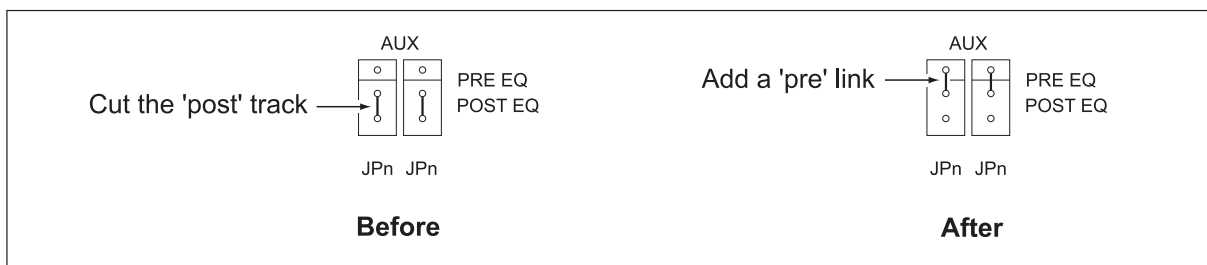 AUX
PRE EQ
Cut the 'post' track
POST EQ
JPn JPn
Before
AUX
PRE EQ
Add a 'pre' link
POST EQ
JPn JPn
After